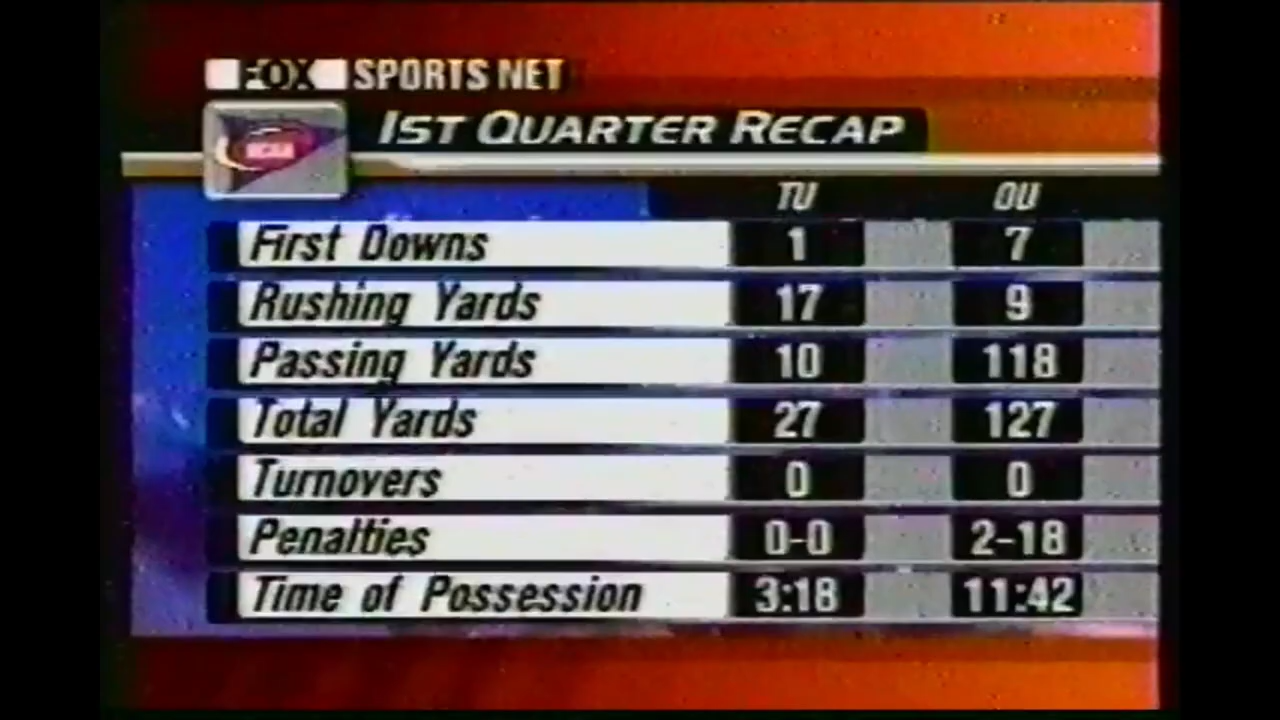 FOX SPORTS NET
NCAA
1ST QUARTER RECAP
TU OU
First Downs 1 7
Rushing Yards 17 9
Passing Yards 10 118
Total Yards 27 127
Turnovers 0 0
Penalties 0-0 2-18
Time of Possession 3:18 11:42